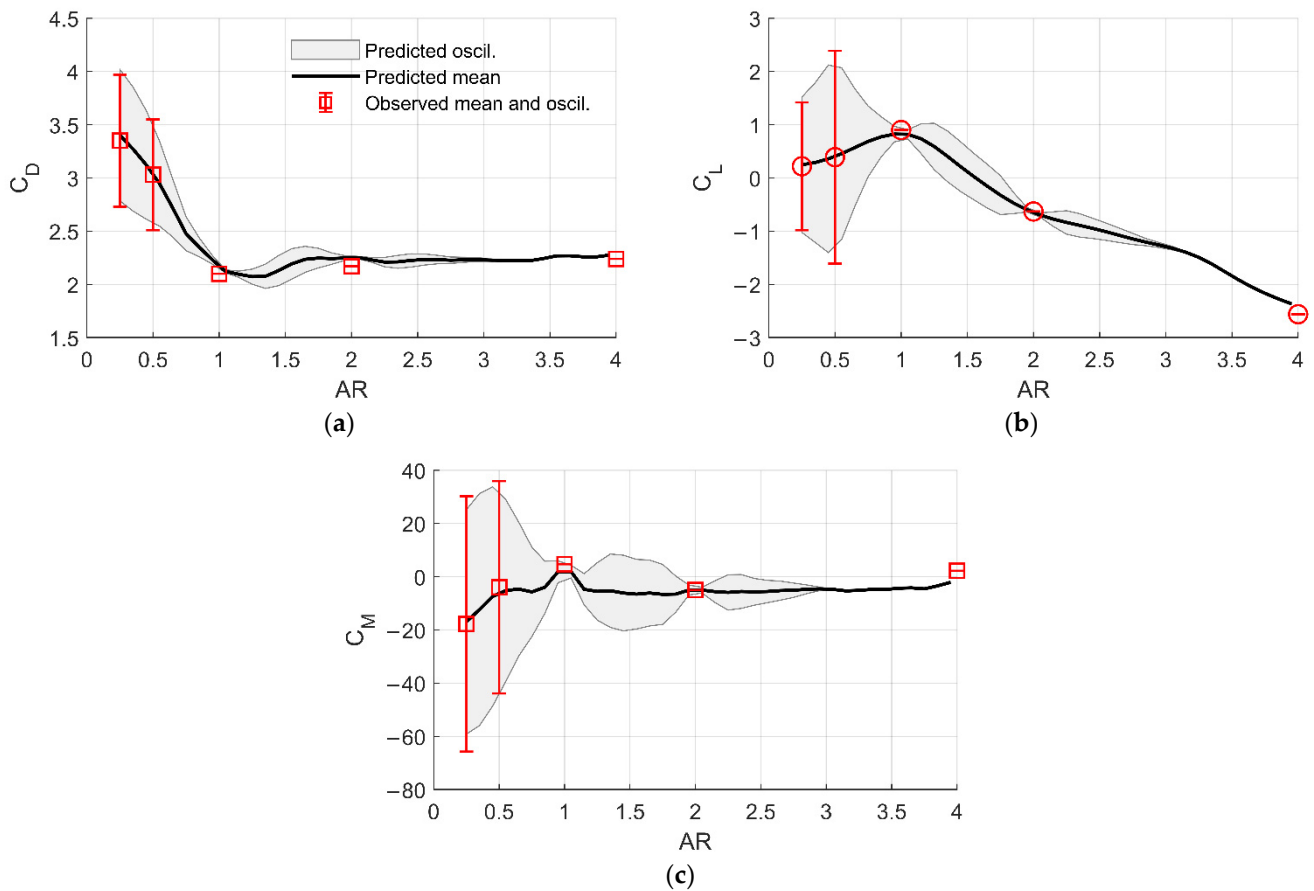 4.5
4
3.5
3
2.5
2
1.5
C_D
Predicted oscil.
Predicted mean
Observed mean and oscil.
0 0.5 1 1.5 2 2.5 3 3.5 4
AR
(a)
3
2
1
0
−1
−2
−3
C_L
0 0.5 1 1.5 2 2.5 3 3.5 4
AR
(b)
40
20
0
−20
−40
−60
−80
C_M
0 0.5 1 1.5 2 2.5 3 3.5 4
AR
(c)